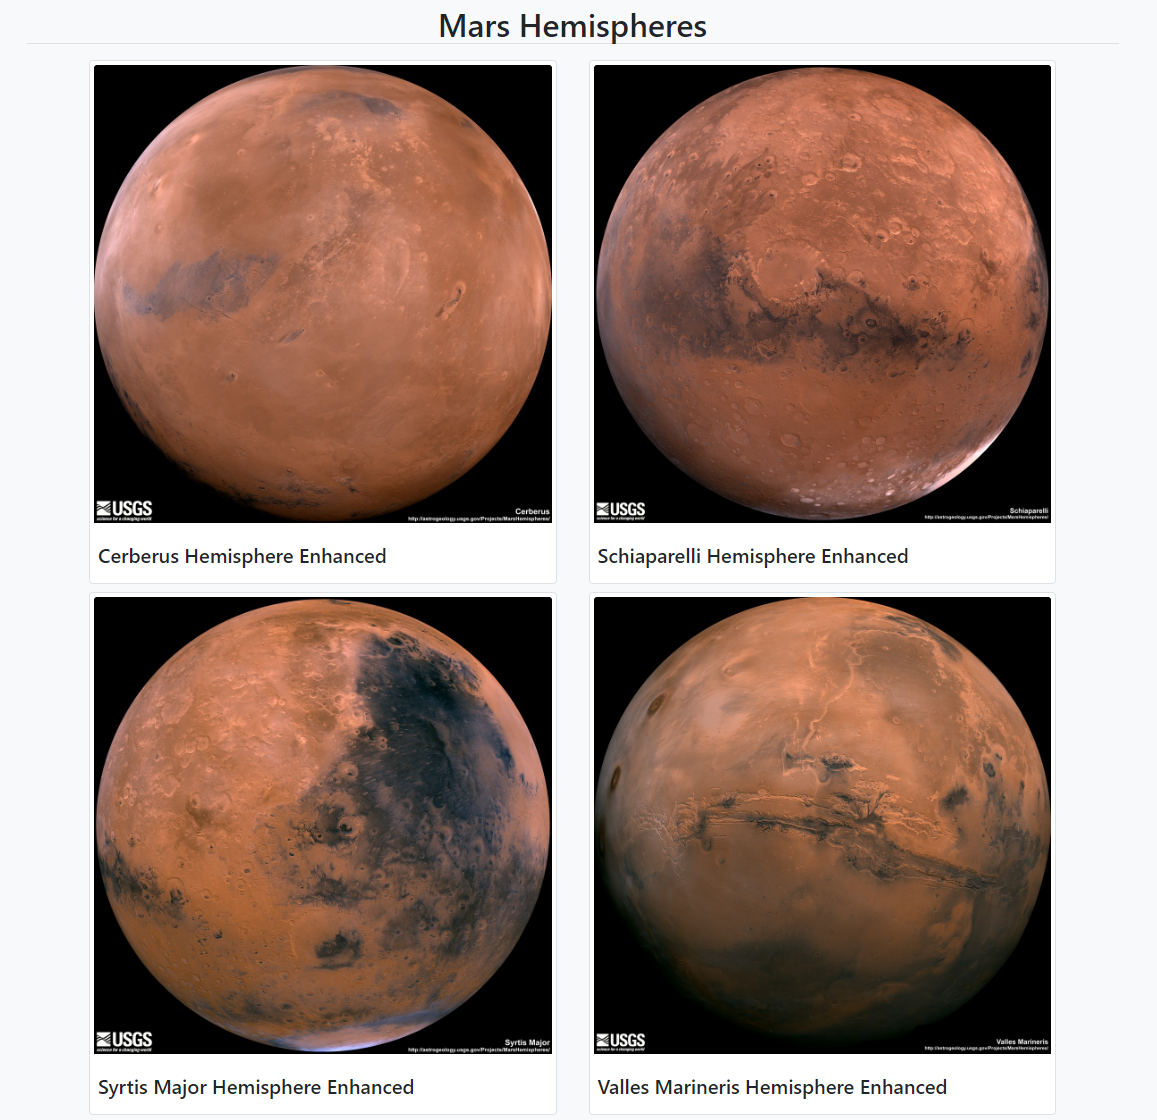 Mars Hemispheres
USGS
science for a changing world
Cerberus
http://astrogeology.usgs.gov/Projects/MarsHemispheres/
Cerberus Hemisphere Enhanced
USGS
science for a changing world
Schiaparelli
http://astrogeology.usgs.gov/Projects/MarsHemispheres/
Schiaparelli Hemisphere Enhanced
USGS
science for a changing world
Syrtis Major
http://astrogeology.usgs.gov/Projects/MarsHemispheres/
Syrtis Major Hemisphere Enhanced
USGS
science for a changing world
Valles Marineris
http://astrogeology.usgs.gov/Projects/MarsHemispheres/
Valles Marineris Hemisphere Enhanced